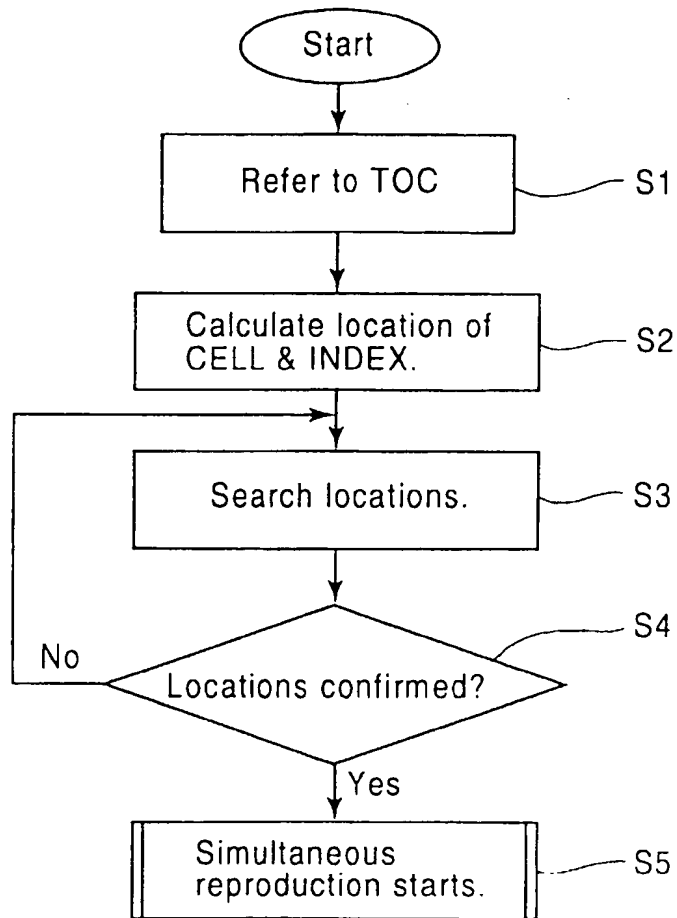 Start
Refer to TOC
S1
Calculate location of
CELL & INDEX.
S2
Search locations.
S3
S4
No
Locations confirmed?
Yes
Simultaneous
reproduction starts.
S5